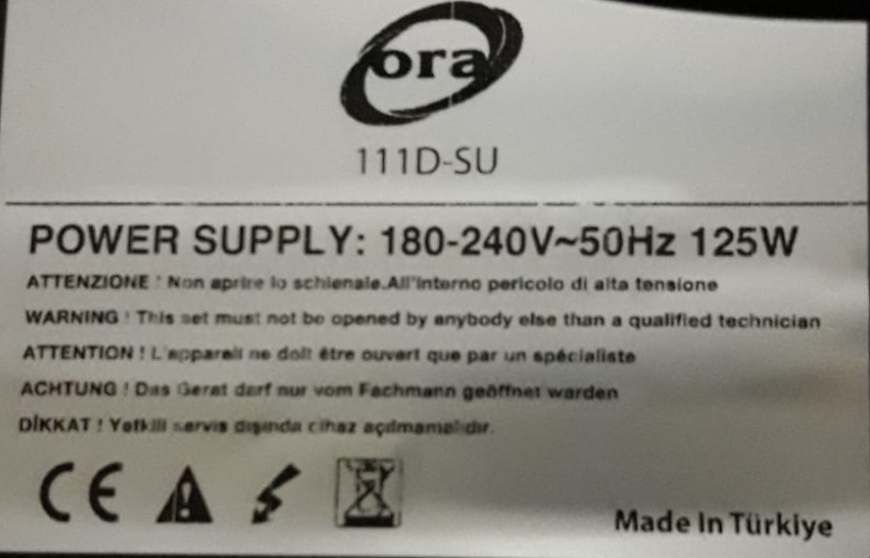 ora
111D-SU
POWER SUPPLY: 180-240V~50Hz 125W
ATTENZIONE ! Non aprire lo schienale.All'interno pericolo di alta tensione
WARNING ! This set must not be opened by anybody else than a qualified technician
ATTENTION ! L'appareil ne doit être ouvert que par un spécialiste
ACHTUNG ! Das Gerat darf nur vom Fachmann geöffnet warden
DİKKAT ! Yetkili servis dışında cihaz açılmamalıdır.
CE
Made In Türkiye